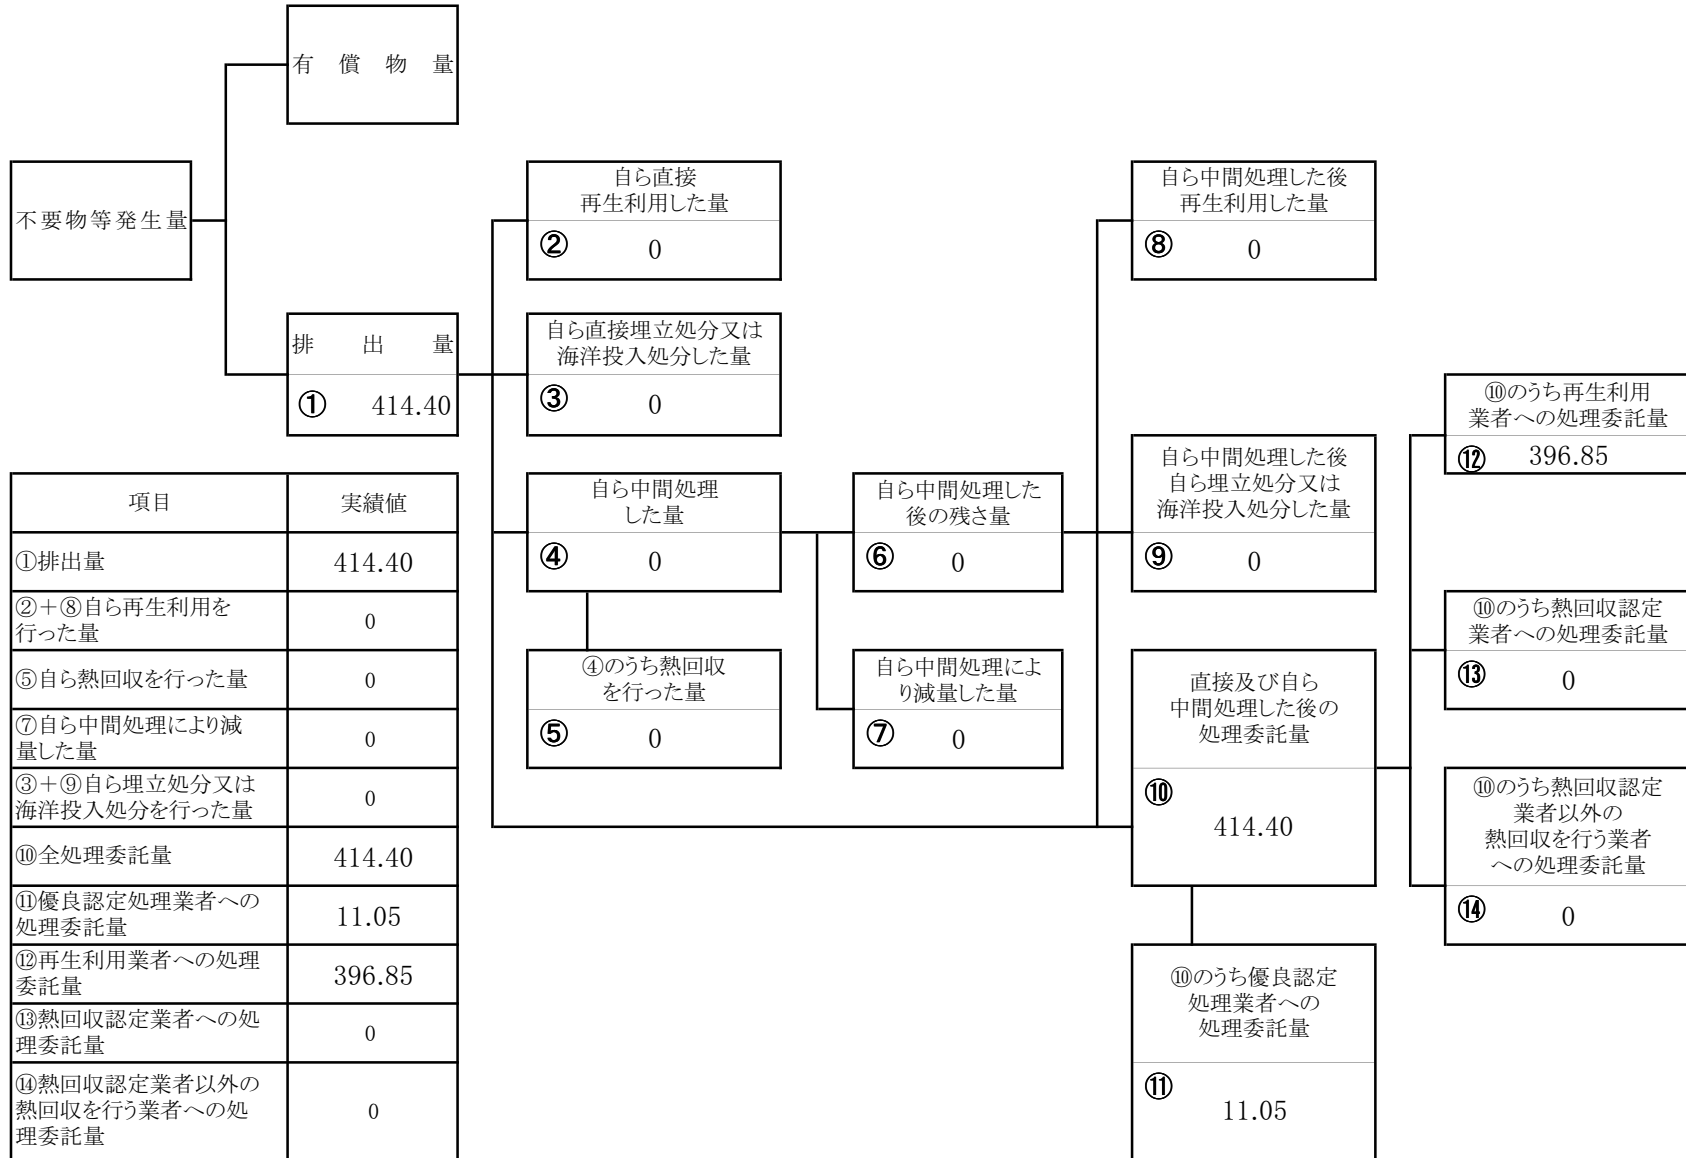 有償物量
不要物等発生量
排出量
① 414.40
自ら直接
再生利用した量
② 0
自ら直接埋立処分又は
海洋投入処分した量
③ 0
自ら中間処理
した量
④ 0
④のうち熱回収
を行った量
⑤ 0
自ら中間処理した
後の残さ量
⑥ 0
自ら中間処理によ
り減量した量
⑦ 0
自ら中間処理した後
再生利用した量
⑧ 0
自ら中間処理した後
自ら埋立処分又は
海洋投入処分した量
⑨ 0
直接及び自ら
中間処理した後の
処理委託量
⑩
414.40
⑩のうち優良認定
処理業者への
処理委託量
⑪
11.05
⑩のうち再生利用
業者への処理委託量
⑫ 396.85
⑩のうち熱回収認定
業者への処理委託量
⑬ 0
⑩のうち熱回収認定
業者以外の
熱回収を行う業者
への処理委託量
⑭ 0
項目 実績値
①排出量 414.40
②＋⑧自ら再生利用を
行った量 0
⑤自ら熱回収を行った量 0
⑦自ら中間処理により減
量した量 0
③＋⑨自ら埋立処分又は
海洋投入処分を行った量 0
⑩全処理委託量 414.40
⑪優良認定処理業者への
処理委託量 11.05
⑫再生利用業者への処理
委託量 396.85
⑬熱回収認定業者への処
理委託量 0
⑭熱回収認定業者以外の
熱回収を行う業者への処
理委託量 0